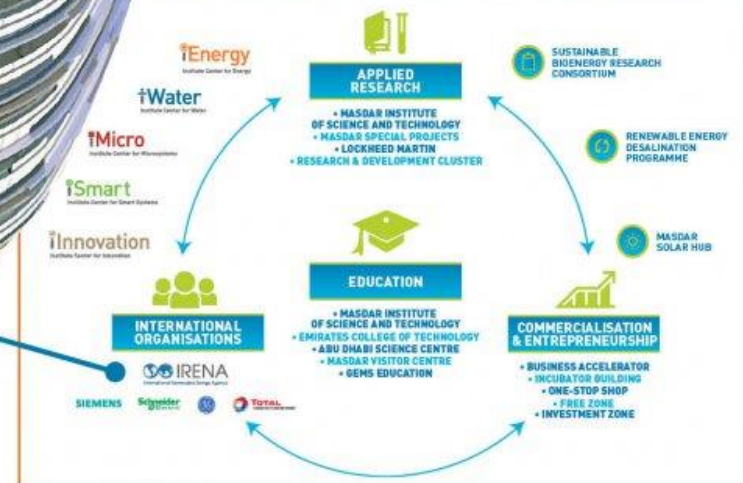 iEnergy
Institute Center for Energy
iWater
Institute Center for Water
iMicro
Institute Center for Microsystems
iSmart
Institute Center for Smart Systems
iInnovation
Institute Center for Innovation
APPLIED
RESEARCH
• MASDAR INSTITUTE
OF SCIENCE AND TECHNOLOGY
• MASDAR SPECIAL PROJECTS
• LOCKHEED MARTIN
• RESEARCH & DEVELOPMENT CLUSTER
SUSTAINABLE
BIOENERGY RESEARCH
CONSORTIUM
RENEWABLE ENERGY
DESALINATION
PROGRAMME
MASDAR
SOLAR HUB
EDUCATION
• MASDAR INSTITUTE
OF SCIENCE AND TECHNOLOGY
• EMIRATES COLLEGE OF TECHNOLOGY
• ABU DHABI SCIENCE CENTRE
• MASDAR VISITOR CENTRE
• GEMS EDUCATION
INTERNATIONAL
ORGANISATIONS
IRENA
International Renewable Energy Agency
SIEMENS
Schneider
Electric
TOTAL
COMMERCIALISATION
& ENTREPRENEURSHIP
• BUSINESS ACCELERATOR
• INCUBATOR BUILDING
• ONE-STOP SHOP
• FREE ZONE
• INVESTMENT ZONE